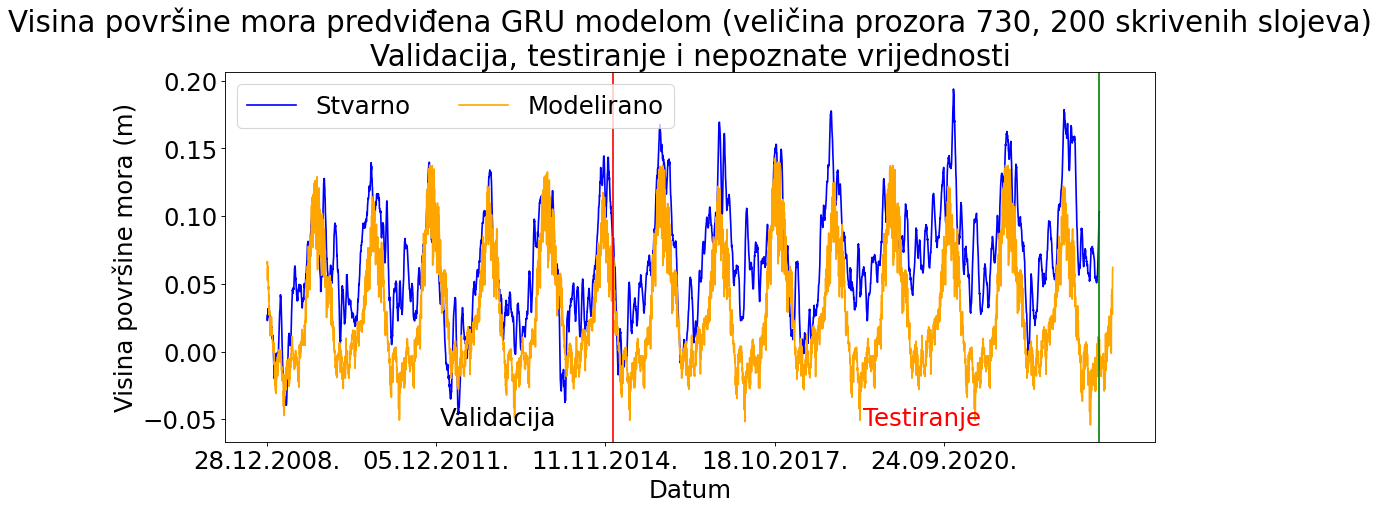 Visina površine mora predviđena GRU modelom (veličina prozora 730, 200 skrivenih slojeva)
Validacija, testiranje i nepoznate vrijednosti
Stvarno
Modelirano
Visina površine mora (m)
0.20
0.15
0.10
0.05
0.00
−0.05
Validacija
Testiranje
28.12.2008.
05.12.2011.
11.11.2014.
18.10.2017.
24.09.2020.
Datum